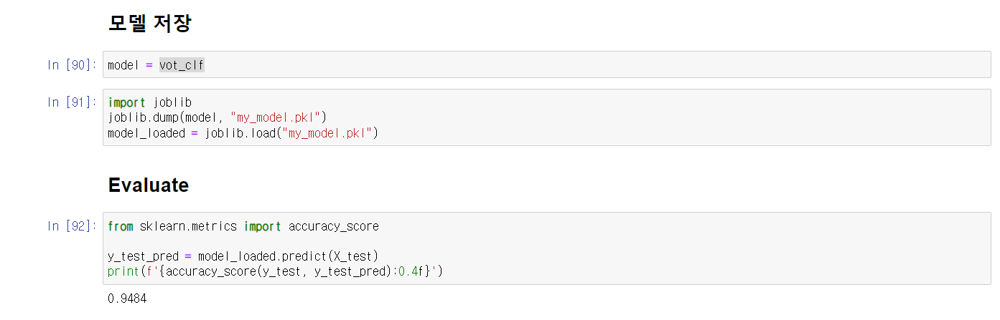 모델 저장
In [90]: model = vot_clf
In [91]: import joblib
joblib.dump(model, "my_model.pkl")
model_loaded = joblib.load("my_model.pkl")
Evaluate
In [92]: from sklearn.metrics import accuracy_score
y_test_pred = model_loaded.predict(X_test)
print(f'{accuracy_score(y_test, y_test_pred):0.4f}')
0.9484